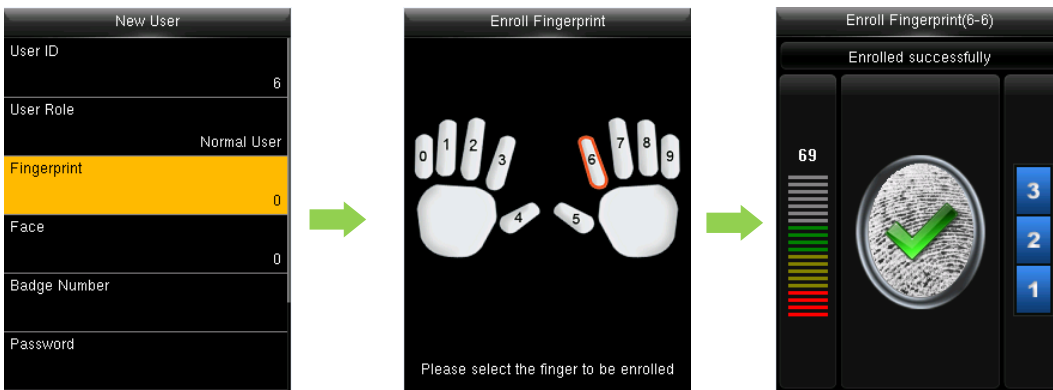 New User
User ID
6
User Role
Normal User
Fingerprint
0
Face
0
Badge Number
Password
Enroll Fingerprint
0 1 2 3 4 5 6 7 8 9
Please select the finger to be enrolled
Enroll Fingerprint(6-6)
Enrolled successfully
69
3
2
1